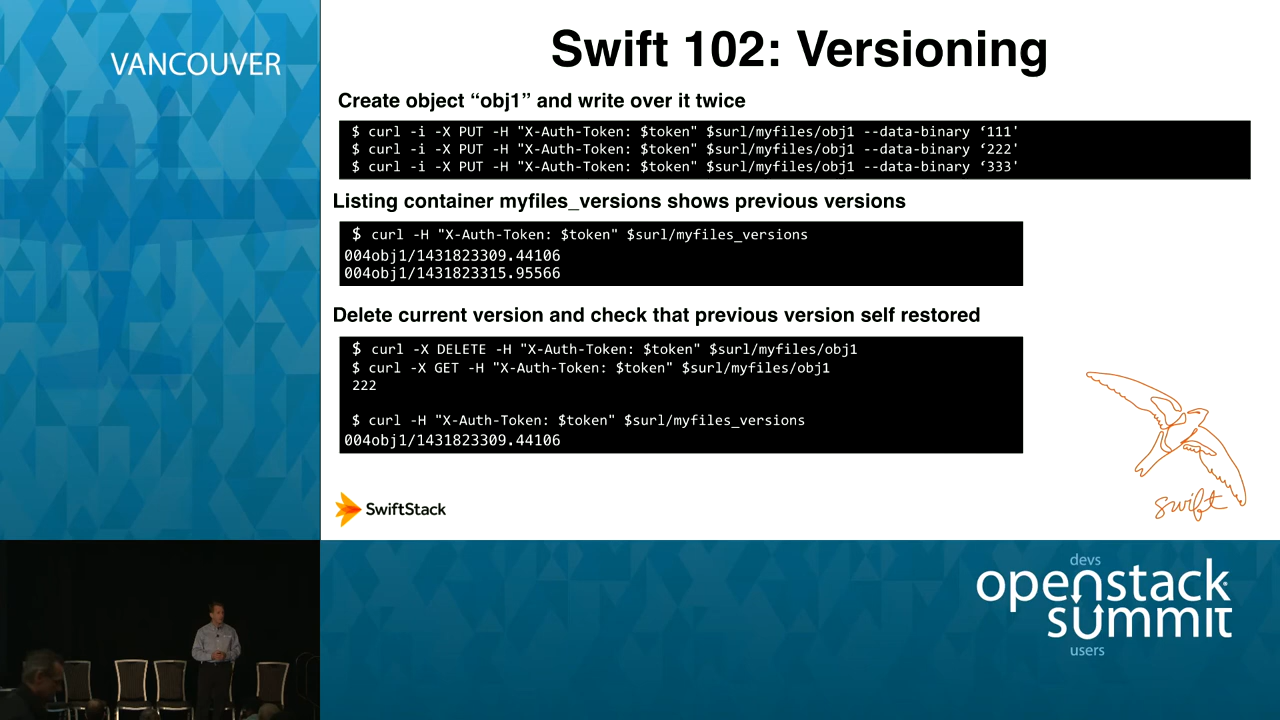 VANCOUVER
Swift 102: Versioning
Create object “obj1” and write over it twice
$ curl -i -X PUT -H "X-Auth-Token: $token" $surl/myfiles/obj1 --data-binary ‘111'
$ curl -i -X PUT -H "X-Auth-Token: $token" $surl/myfiles/obj1 --data-binary ‘222'
$ curl -i -X PUT -H "X-Auth-Token: $token" $surl/myfiles/obj1 --data-binary ‘333'
Listing container myfiles_versions shows previous versions
$ curl -H "X-Auth-Token: $token" $surl/myfiles_versions
004obj1/1431823309.44106
004obj1/1431823315.95566
Delete current version and check that previous version self restored
$ curl -X DELETE -H "X-Auth-Token: $token" $surl/myfiles/obj1
$ curl -X GET -H "X-Auth-Token: $token" $surl/myfiles/obj1
222
$ curl -H "X-Auth-Token: $token" $surl/myfiles_versions
004obj1/1431823309.44106
swift
SwiftStack
devs
openstack
summit
users